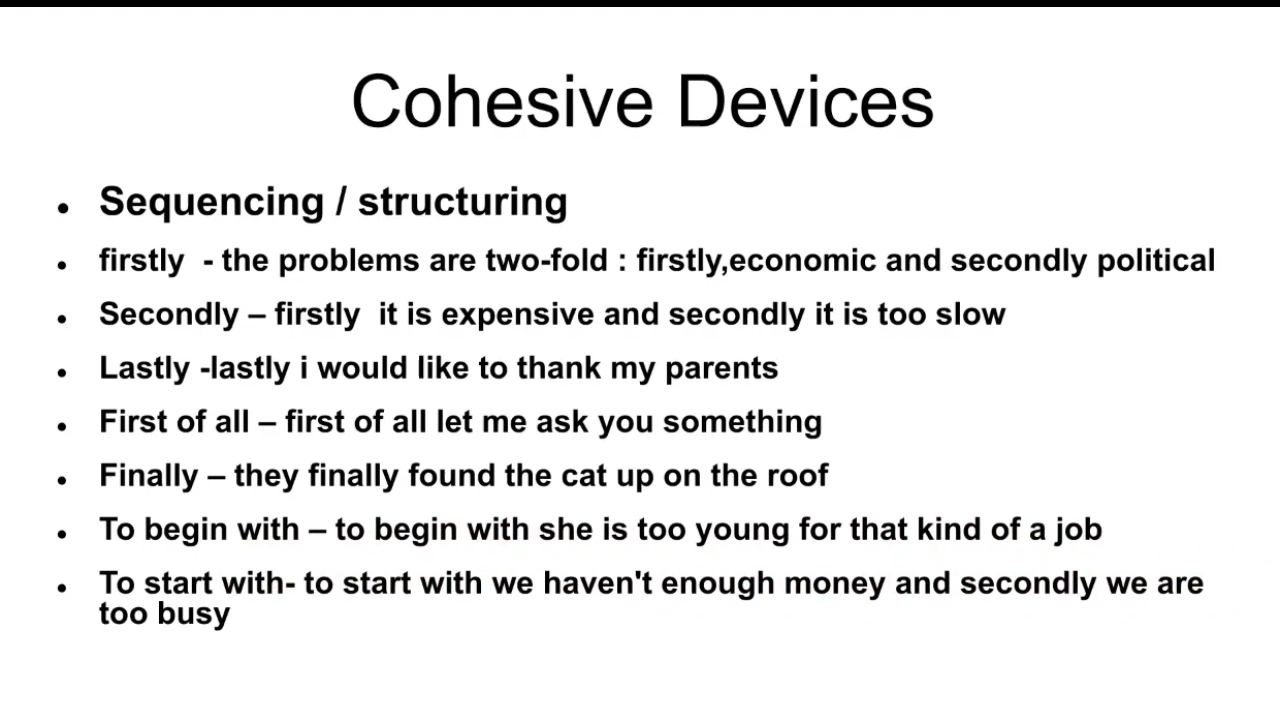 Cohesive Devices
• Sequencing / structuring
• firstly  - the problems are two-fold : firstly,economic and secondly political
• Secondly – firstly  it is expensive and secondly it is too slow
• Lastly -lastly i would like to thank my parents
• First of all – first of all let me ask you something
• Finally – they finally found the cat up on the roof
• To begin with – to begin with she is too young for that kind of a job
• To start with- to start with we haven't enough money and secondly we are
too busy